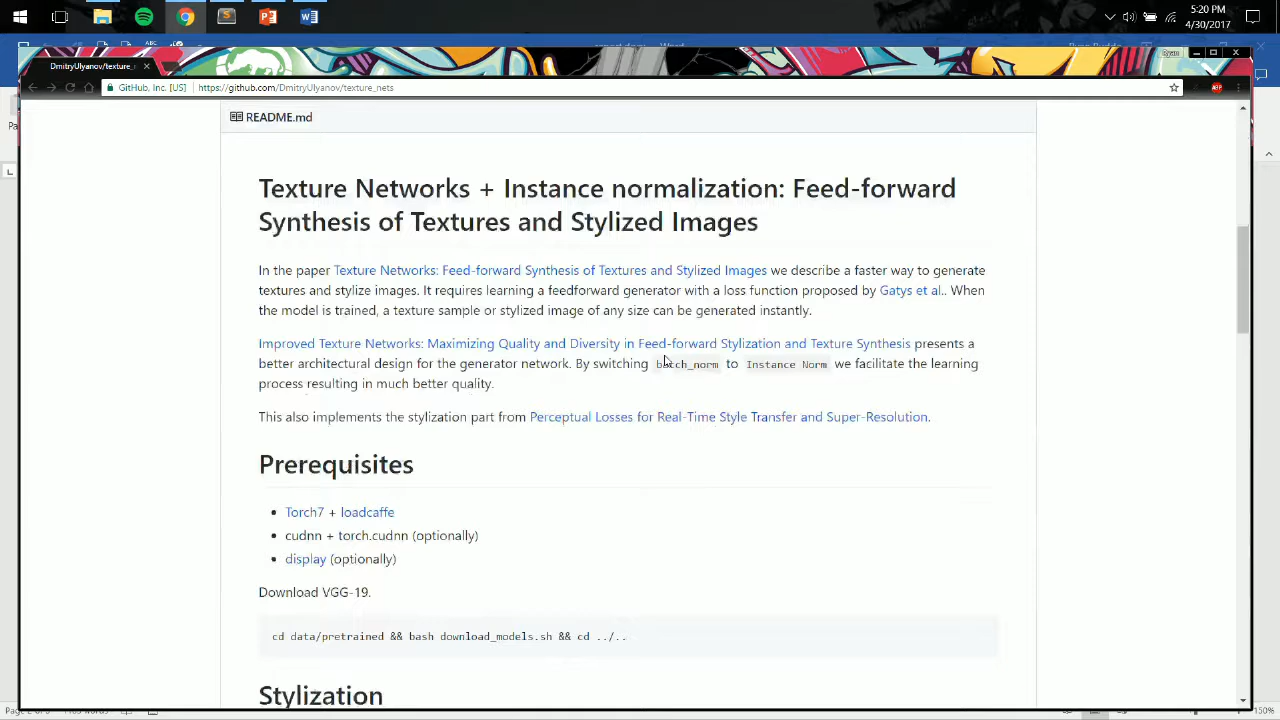 5:20 PM
4/30/2017
Ryan
DmitryUlyanov/texture_
GitHub, Inc. [US]
https://github.com/DmitryUlyanov/texture_nets
README.md
Texture Networks + Instance normalization: Feed-forward
Synthesis of Textures and Stylized Images
In the paper Texture Networks: Feed-forward Synthesis of Textures and Stylized Images we describe a faster way to generate
textures and stylize images. It requires learning a feedforward generator with a loss function proposed by Gatys et al.. When
the model is trained, a texture sample or stylized image of any size can be generated instantly.
Improved Texture Networks: Maximizing Quality and Diversity in Feed-forward Stylization and Texture Synthesis presents a
better architectural design for the generator network. By switching batch_norm to Instance Norm we facilitate the learning
process resulting in much better quality.
This also implements the stylization part from Perceptual Losses for Real-Time Style Transfer and Super-Resolution.
Prerequisites
Torch7 + loadcaffe
cudnn + torch.cudnn (optionally)
display (optionally)
Download VGG-19.
cd data/pretrained && bash download_models.sh && cd ../..
Stylization
150%